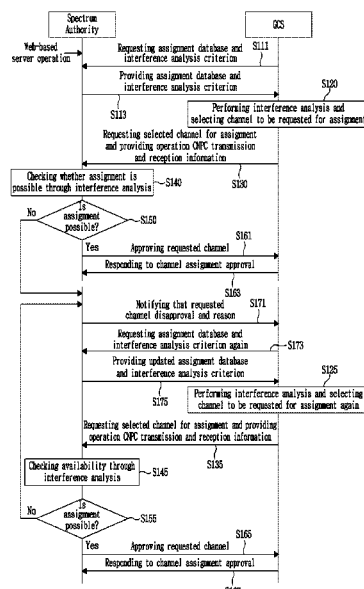 Spectrum
Authority
GCS
Web-based
server operation
Requesting assignment database and
interference analysis criterion
S111
Providing assignment database and
interference analysis criterion
S113
S120
Performing interference analysis and
selecting channel to be requested for assignment
Requesting selected channel for assignment
and providing operation CNPC transmission
and reception information
S130
Checking whether assignment is
possible through interference analysis
S140
No
Is
assignment
possible?
S150
Yes
Approving requested channel
S161
Responding to channel assignment approval
S163
Notifying that requested
channel disapproval and reason
S171
Requesting assignment database and
interference analysis criterion again
S173
Providing updated assignment database
and interference analysis criterion
S175
S125
Performing interference analysis and selecting
channel to be requested for assignment again
Requesting selected channel for assignment and providing
operation CNPC transmission and reception information
S135
Checking availability through
interference analysis
S145
No
Is
assignment
possible?
S155
Yes
Approving requested channel
S165
Responding to channel assignment approval